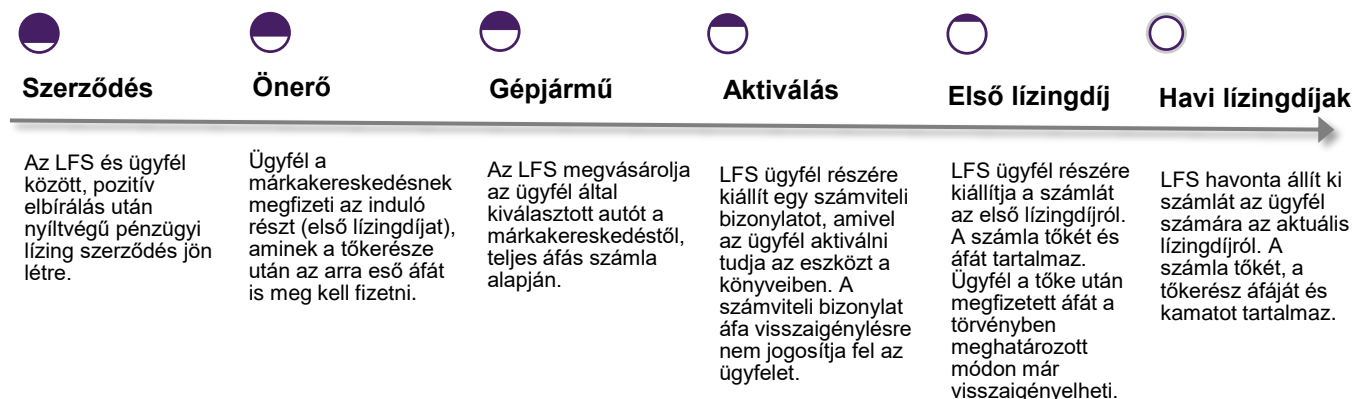 Szerződés
Az LFS és ügyfél
között, pozitív
elbírálás után
nyíltvégű pénzügyi
lízing szerződés jön
létre.
Önerő
Ügyfél a
márkakereskedésnek
megfizeti az induló
részt (első lízingdíjat),
aminek a tőkerésze
után az arra eső áfát
is meg kell fizetni.
Gépjármű
Az LFS megvásárolja
az ügyfél által
kiválasztott autót a
márkakereskedéstől,
teljes áfás számla
alapján.
Aktiválás
LFS ügyfél részére
kiállít egy számviteli
bizonylatot, amivel
az ügyfél aktiválni
tudja az eszközt a
könyveiben. A
számviteli bizonylat
áfa visszaigénylésre
nem jogosítja fel az
ügyfelet.
Első lízingdíj
LFS ügyfél részére
kiállítja a számlát
az első lízingdíjról.
A számla tőkét és
áfát tartalmaz.
Ügyfél a tőke után
megfizetett áfát a
törvényben
meghatározott
módon már
visszaigényelheti.
Havi lízingdíjak
LFS havonta állít ki
számlát az ügyfél
számára az aktuális
lízingdíjról. A
számla tőkét, a
tőkerész áfáját és
kamatot tartalmaz.